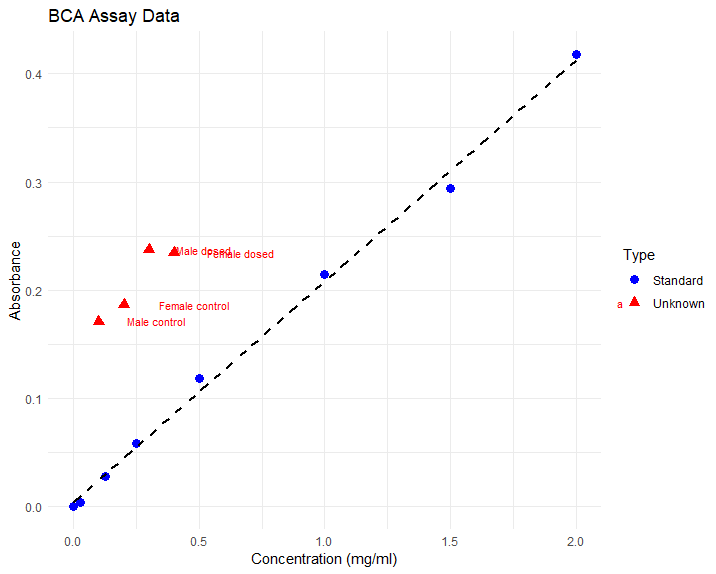 BCA Assay Data
Absorbance
0.4
0.3
0.2
0.1
0.0
Male dosed
Female dosed
Female control
Male control
0.0
0.5
1.0
1.5
2.0
Concentration (mg/ml)
Type
Standard
a Unknown